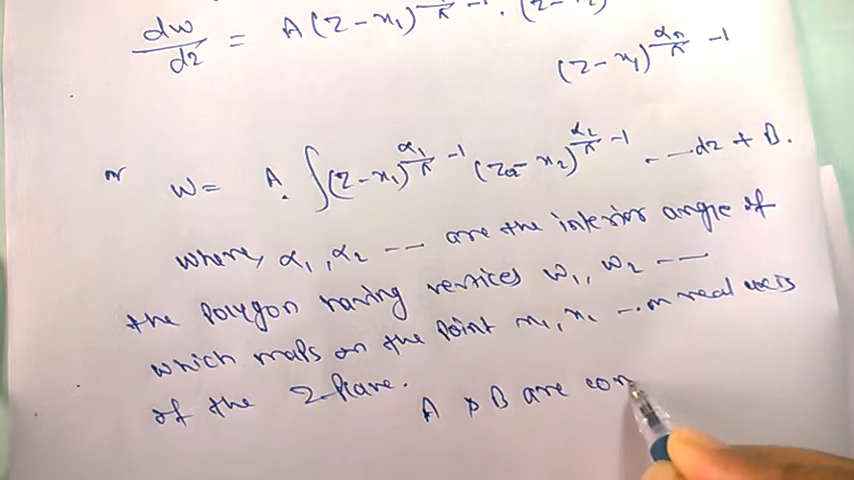 dw/dz = A(z-x₁)^(α₁/π -1) . (z-
(z-x₁)^(αn/π -1)
or w= A. ∫(z-x₁)^(α₁/π -1) (z-x₂)^(α₂/π -1) - —dz + B.
where, α₁, α₂ -- — are the interior angle of
the polygon having vertices w₁, w₂ -- —
which maps on the point x₁, x₂ -. on real axis
of the z plane. A & B are con